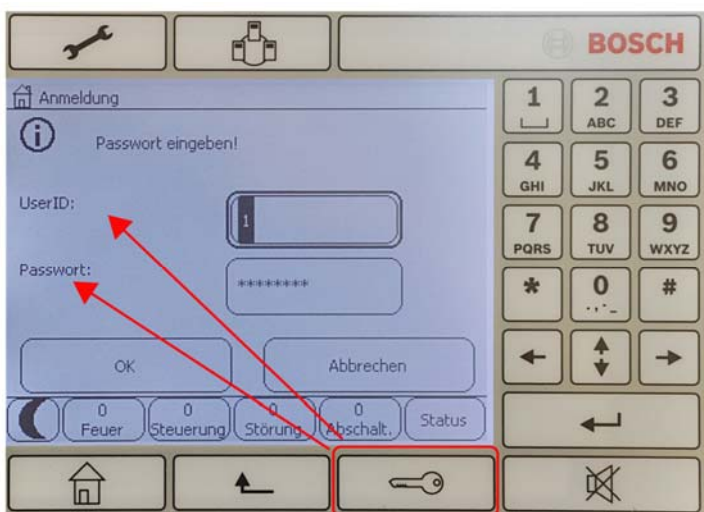 BOSCH
Anmeldung
Passwort eingeben!
UserID:
1
Passwort:
********
OK
Abbrechen
0
Feuer
0
Steuerung
0
Störung
0
Abschalt.
Status
1
2
ABC
3
DEF
4
GHI
5
JKL
6
MNO
7
PQRS
8
TUV
9
WXYZ
*
0
.,-_
#